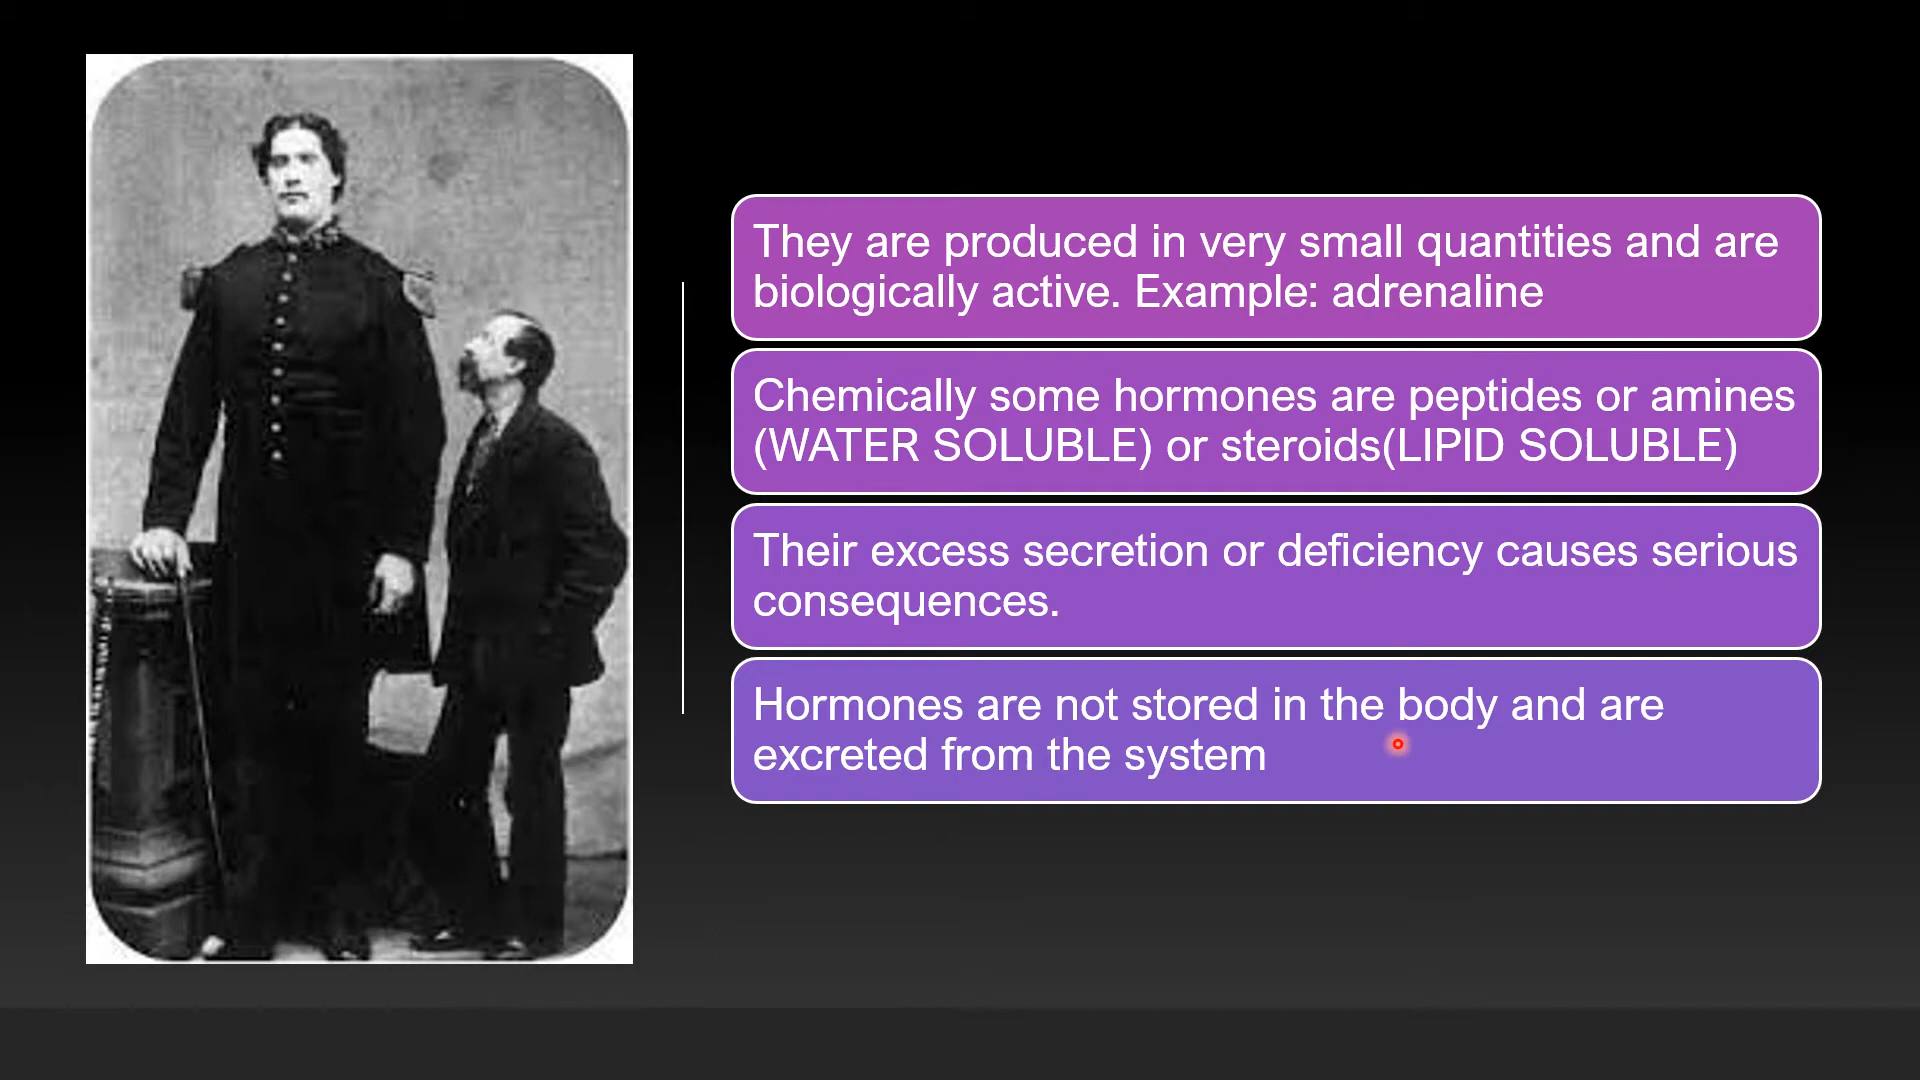 They are produced in very small quantities and are
biologically active. Example: adrenaline
Chemically some hormones are peptides or amines
(WATER SOLUBLE) or steroids(LIPID SOLUBLE)
Their excess secretion or deficiency causes serious
consequences.
Hormones are not stored in the body and are
excreted from the system